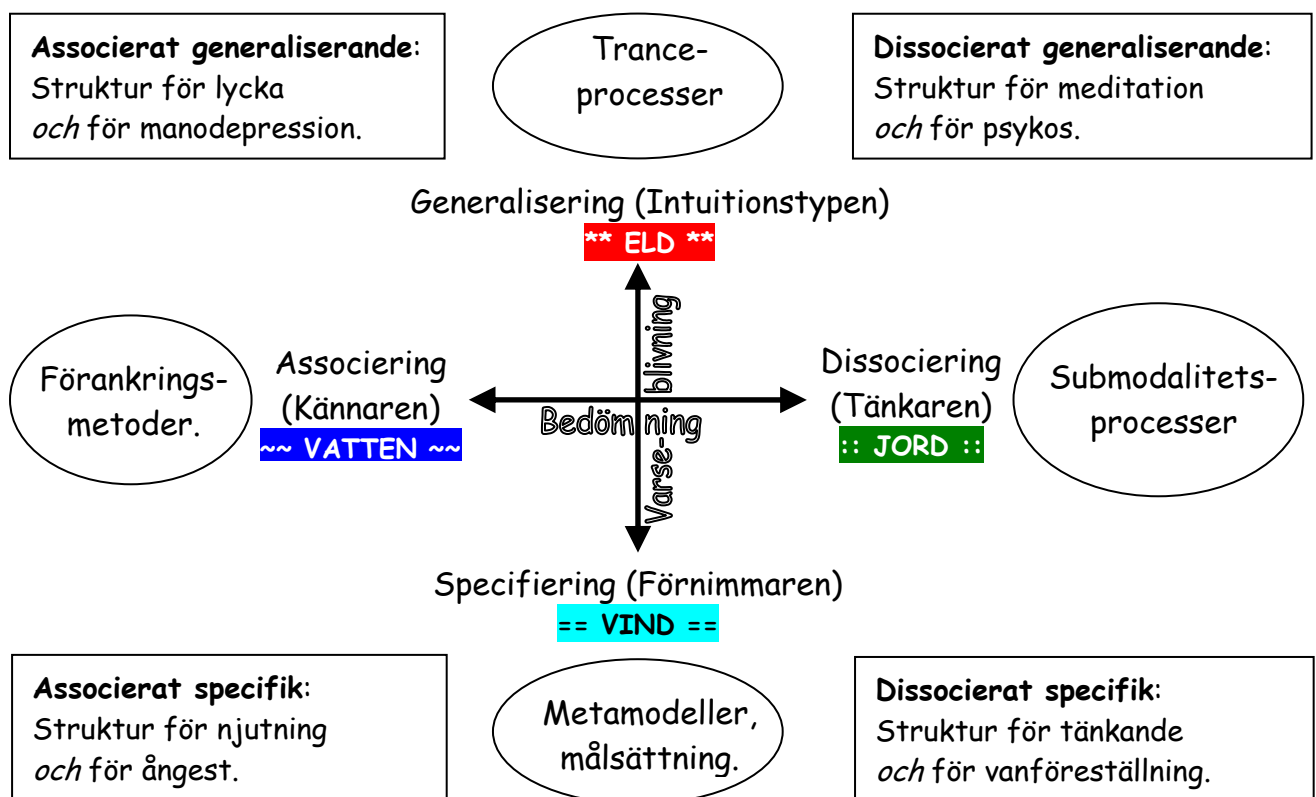 Associerat generaliserande:
Struktur för lycka
och för manodepression.
Trance-
processer
Dissocierat generaliserande:
Struktur för meditation
och för psykos.
Generalisering (Intuitionstypen)
** ELD **
Förankrings-
metoder.
Associering
(Kännaren)
~~ VATTEN ~~
Varse-blivning
Bedömning
Dissociering
(Tänkaren)
:: JORD ::
Submodalitets-
processer
Specifiering (Förnimmaren)
== VIND ==
Associerat specifik:
Struktur för njutning
och för ångest.
Metamodeller,
målsättning.
Dissocierat specifik:
Struktur för tänkande
och för vanföreställning.